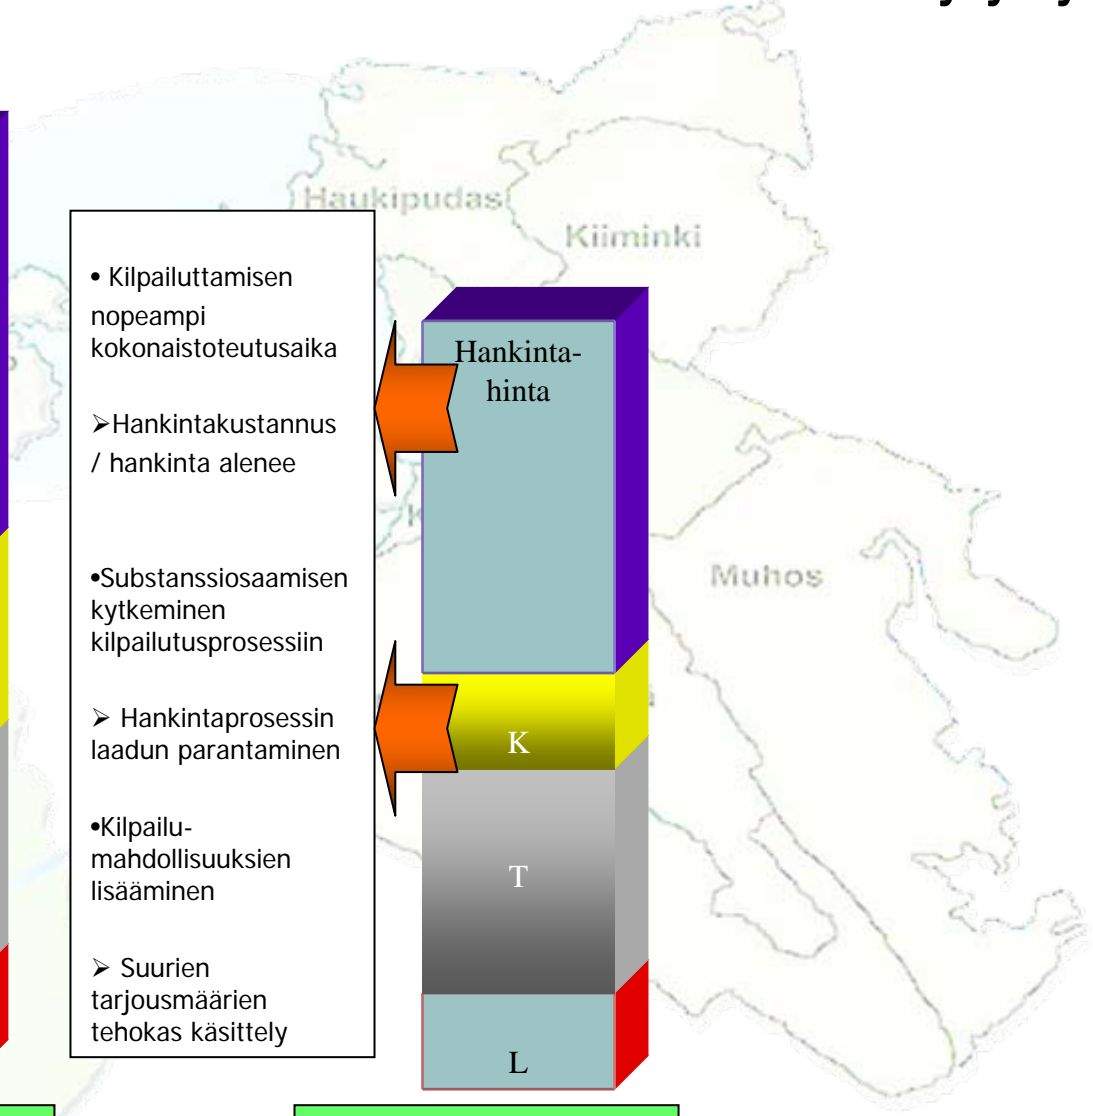 Haukipudas
Kiiminki
• Kilpailuttamisen
nopeampi
kokonaistoteutusaika
➢Hankintakustannus
/ hankinta alenee
•Substanssiosaamisen
kytkeminen
kilpailutusprosessiin
➢ Hankintaprosessin
laadun parantaminen
•Kilpailu-
mahdollisuuksien
lisääminen
➢ Suurien
tarjousmäärien
tehokas käsittely
Hankinta-
hinta
K
T
L
Muhos